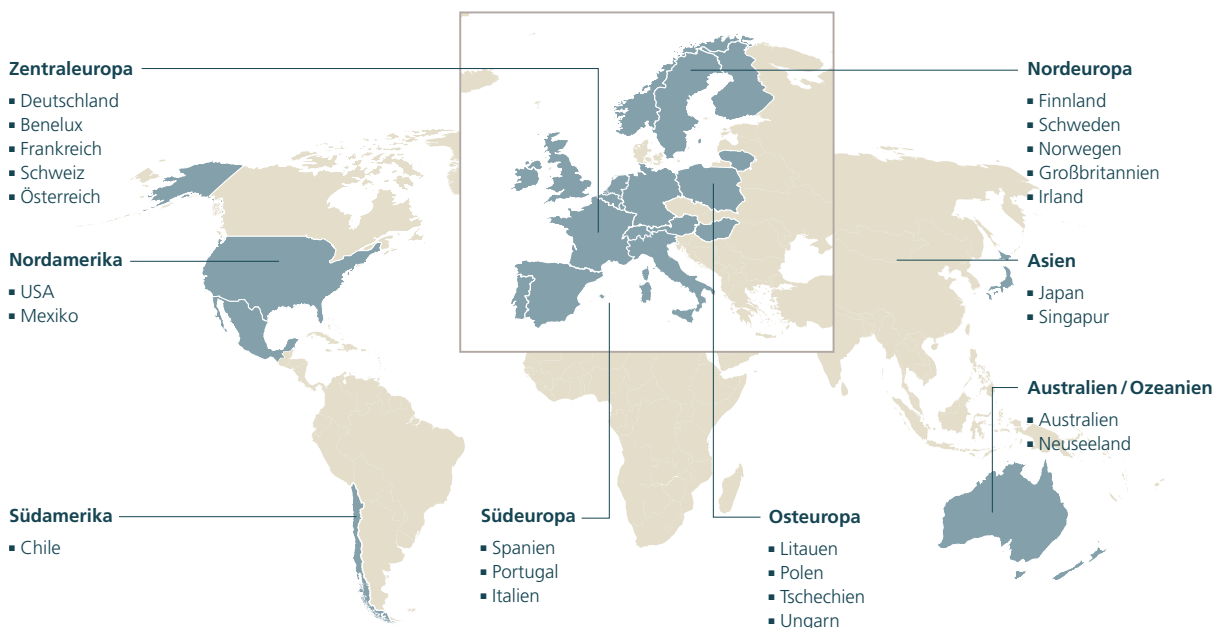 Zentraleuropa
▪ Deutschland
▪ Benelux
▪ Frankreich
▪ Schweiz
▪ Österreich
Nordamerika
▪ USA
▪ Mexiko
Südamerika
▪ Chile
Südeuropa
▪ Spanien
▪ Portugal
▪ Italien
Osteuropa
▪ Litauen
▪ Polen
▪ Tschechien
▪ Ungarn
Nordeuropa
▪ Finnland
▪ Schweden
▪ Norwegen
▪ Großbritannien
▪ Irland
Asien
▪ Japan
▪ Singapur
Australien / Ozeanien
▪ Australien
▪ Neuseeland